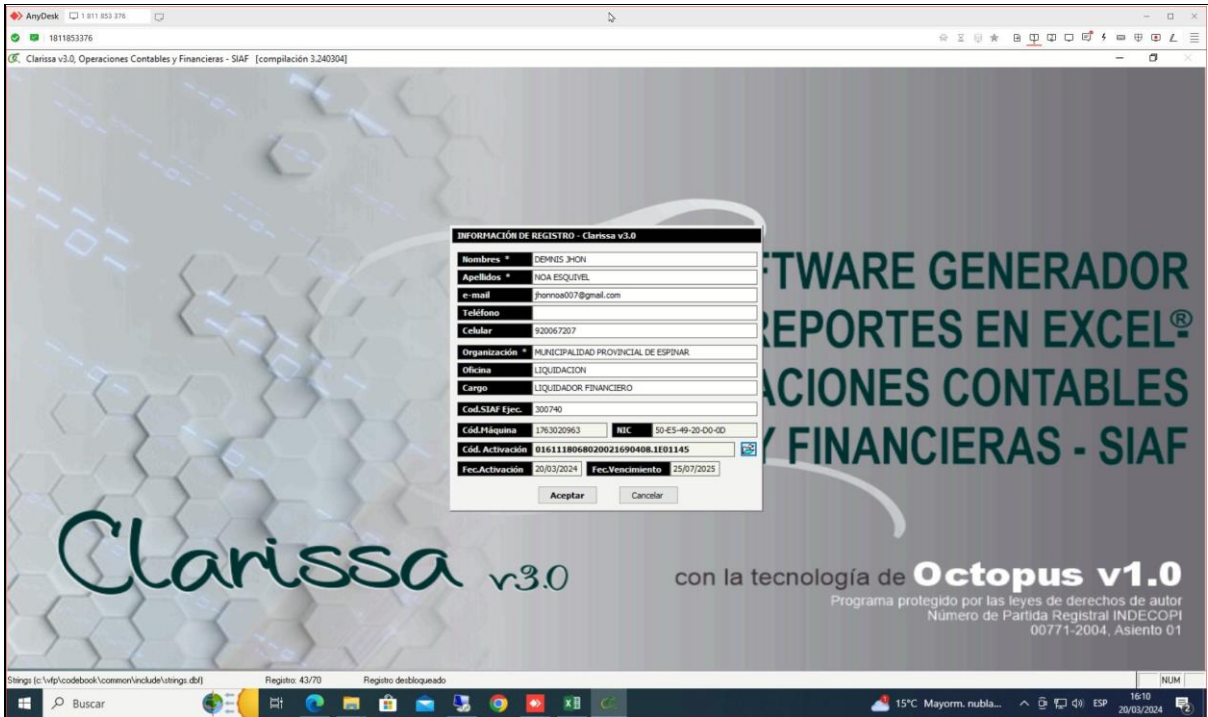 AnyDesk 1 811 853 376
1811853376
Clarissa v3.0, Operaciones Contables y Financieras - SIAF [compilación 3.240304]
INFORMACIÓN DE REGISTRO - Clarissa v3.0
Nombres * DEMNIS JHON
Apellidos * NOA ESQUIVEL
e-mail jhonnoa007@gmail.com
Teléfono
Celular 920067207
Organización * MUNICIPALIDAD PROVINCIAL DE ESPINAR
Oficina LIQUIDACION
Cargo LIQUIDADOR FINANCIERO
Cod.SIAF Ejec. 300740
Cód.Máquina 1763020963 NIC 50-E5-49-20-D0-0D
Cód. Activación 0161118068020021690408.1E01145
Fec.Activación 20/03/2024 Fec.Vencimiento 25/07/2025
Aceptar Cancelar
TWARE GENERADOR
REPORTES EN EXCEL®
ACIONES CONTABLES
Y FINANCIERAS - SIAF
Clarissa v3.0
con la tecnología de Octopus v1.0
Programa protegido por las leyes de derechos de autor
Número de Partida Registral INDECOPI
00771-2004, Asiento 01
Strings (c:\vfp\codebook\common\include\strings.dbf) Registro: 43/70 Registro desbloqueado NUM
Buscar 15°C Mayorm. nubla... ESP 16:10
20/03/2024